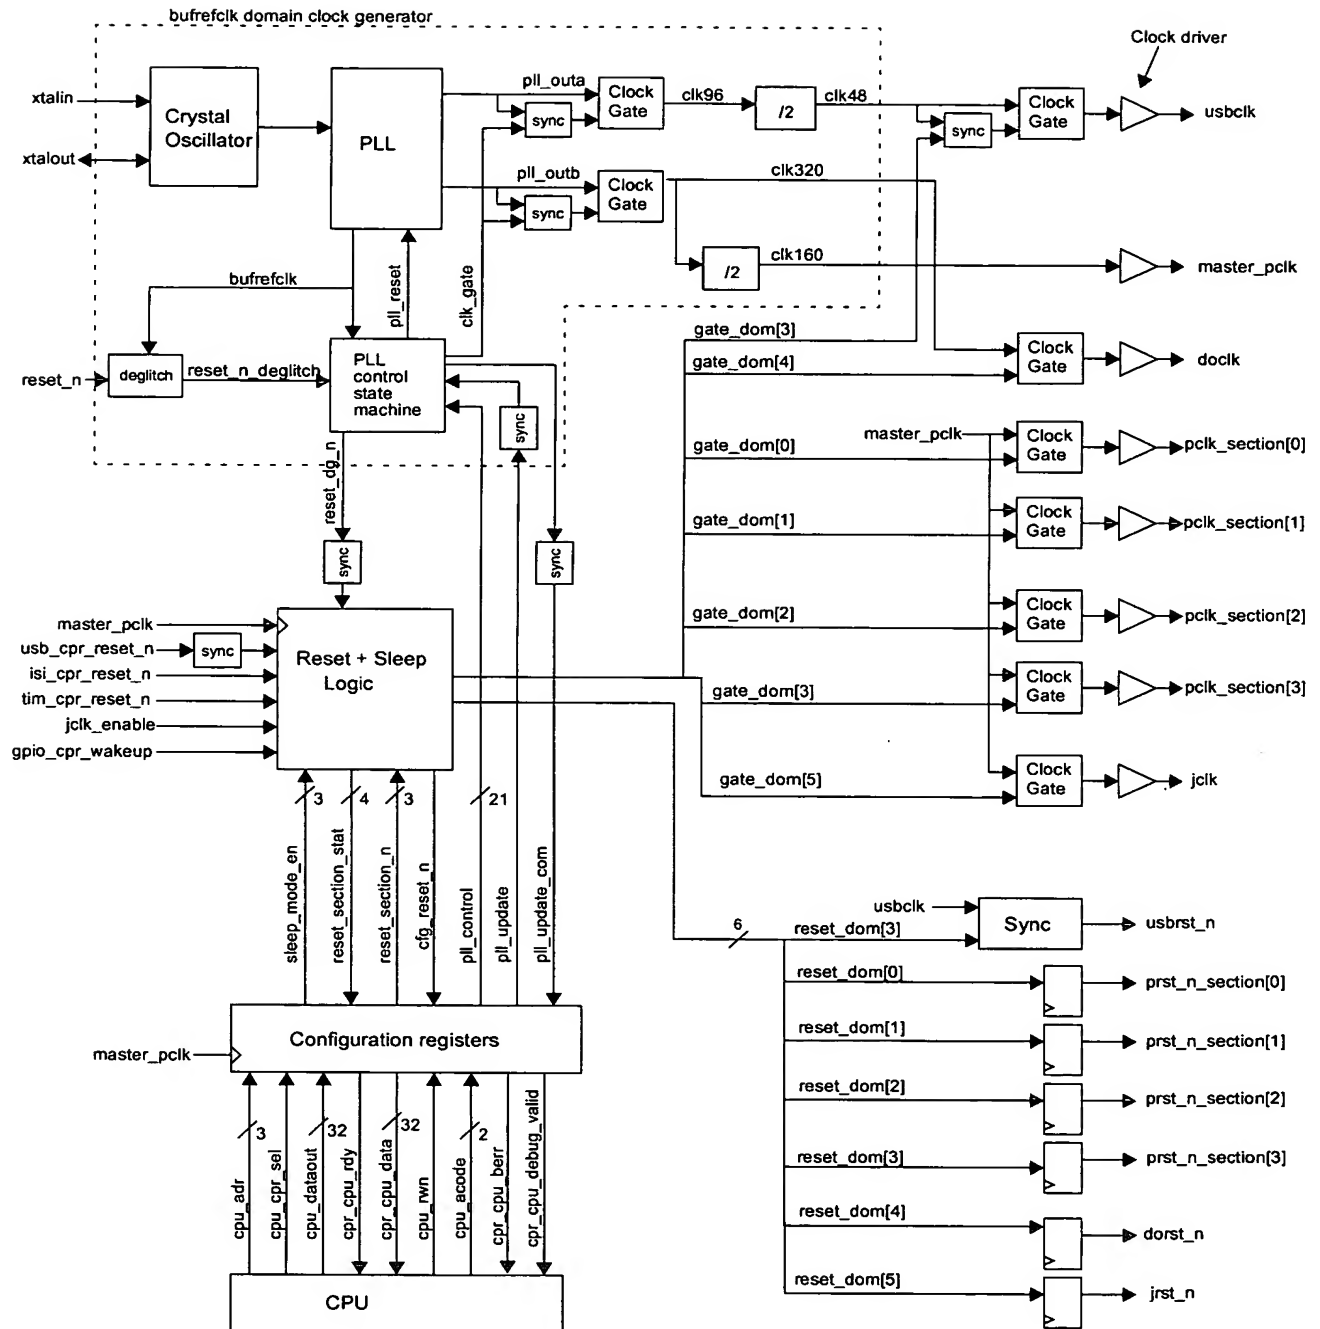 bufrefclk domain clock generator
Clock driver
xtalin
xtalout
Crystal
Oscillator
PLL
pll_outa
sync
Clock
Gate
clk96
/2
clk48
sync
Clock
Gate
usbclk
pll_outb
sync
Clock
Gate
clk320
/2
clk160
master_pclk
bufrefclk
pll_reset
clk_gate
reset_n
deglitch
reset_n_deglitch
PLL
control
state
machine
sync
gate_dom[3]
gate_dom[4]
Clock
Gate
doclk
master_pclk
gate_dom[0]
Clock
Gate
pclk_section[0]
reset_dg_n
gate_dom[1]
Clock
Gate
pclk_section[1]
sync
sync
gate_dom[2]
Clock
Gate
pclk_section[2]
master_pclk
usb_cpr_reset_n
sync
isi_cpr_reset_n
tim_cpr_reset_n
jclk_enable
gpio_cpr_wakeup
Reset + Sleep
Logic
gate_dom[3]
Clock
Gate
pclk_section[3]
gate_dom[5]
Clock
Gate
jclk
3
4
3
21
sleep_mode_en
reset_section_stat
reset_section_n
cfg_reset_n
pll_control
pll_update
pll_update_com
6
usbclk
reset_dom[3]
Sync
usbrst_n
reset_dom[0]
prst_n_section[0]
reset_dom[1]
prst_n_section[1]
reset_dom[2]
prst_n_section[2]
reset_dom[3]
prst_n_section[3]
reset_dom[4]
dorst_n
reset_dom[5]
jrst_n
Configuration registers
master_pclk
3
32
32
2
cpu_adr
cpu_cpr_sel
cpu_dataout
cpr_cpu_rdy
cpr_cpu_data
cpu_rwn
cpu_acode
cpr_cpu_berr
cpr_cpu_debug_valid
CPU